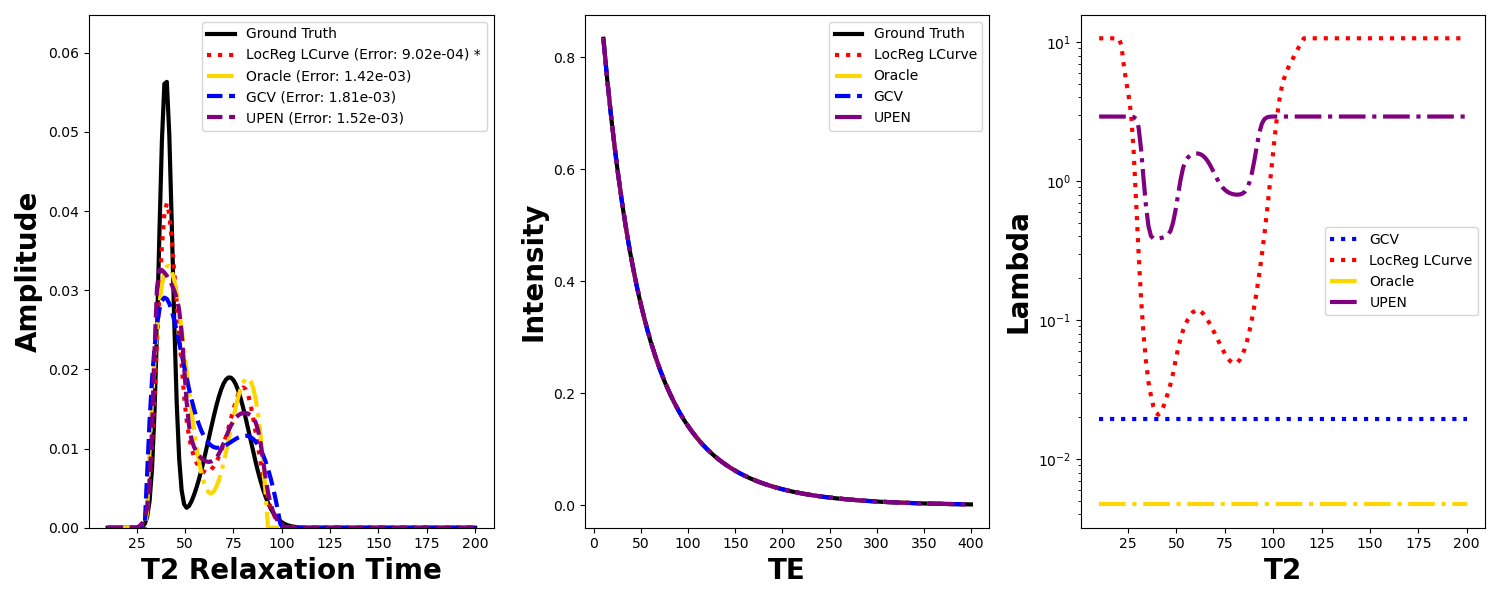 Amplitude
0.06
0.05
0.04
0.03
0.02
0.01
0.00
Ground Truth
LocReg LCurve (Error: 9.02e-04) *
Oracle (Error: 1.42e-03)
GCV (Error: 1.81e-03)
UPEN (Error: 1.52e-03)
25 50 75 100 125 150 175 200
T2 Relaxation Time
Intensity
0.8
0.6
0.4
0.2
0.0
Ground Truth
LocReg LCurve
Oracle
GCV
UPEN
0 50 100 150 200 250 300 350 400
TE
Lambda
10¹
10⁰
10⁻¹
10⁻²
GCV
LocReg LCurve
Oracle
UPEN
25 50 75 100 125 150 175 200
T2